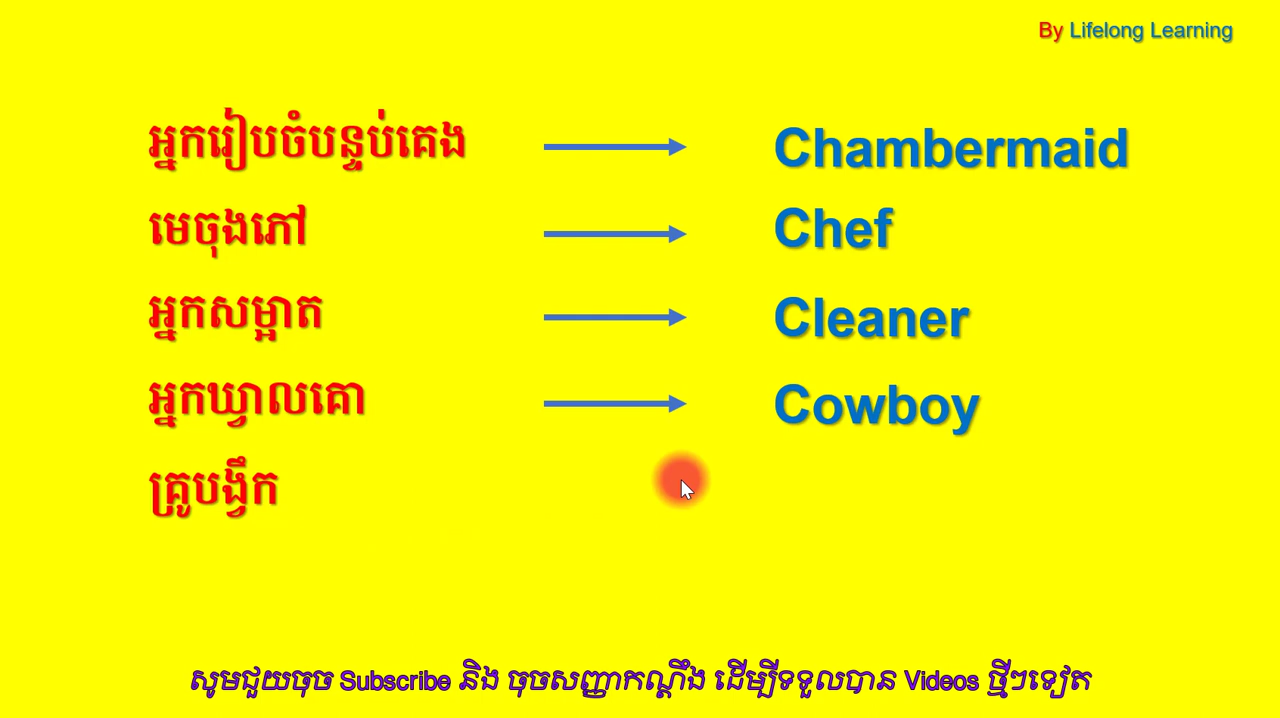 By Lifelong Learning
អ្នករៀបចំបន្ទប់គេង Chambermaid
មេចុងភៅ Chef
អ្នកសម្អាត Cleaner
អ្នកឃ្វាលគោ Cowboy
គ្រូបង្វឹក
សូមជួយចុច Subscribe និង ចុចសញ្ញាកណ្ដឹង ដើម្បីទទួលបាន Videos ថ្មីៗទៀត